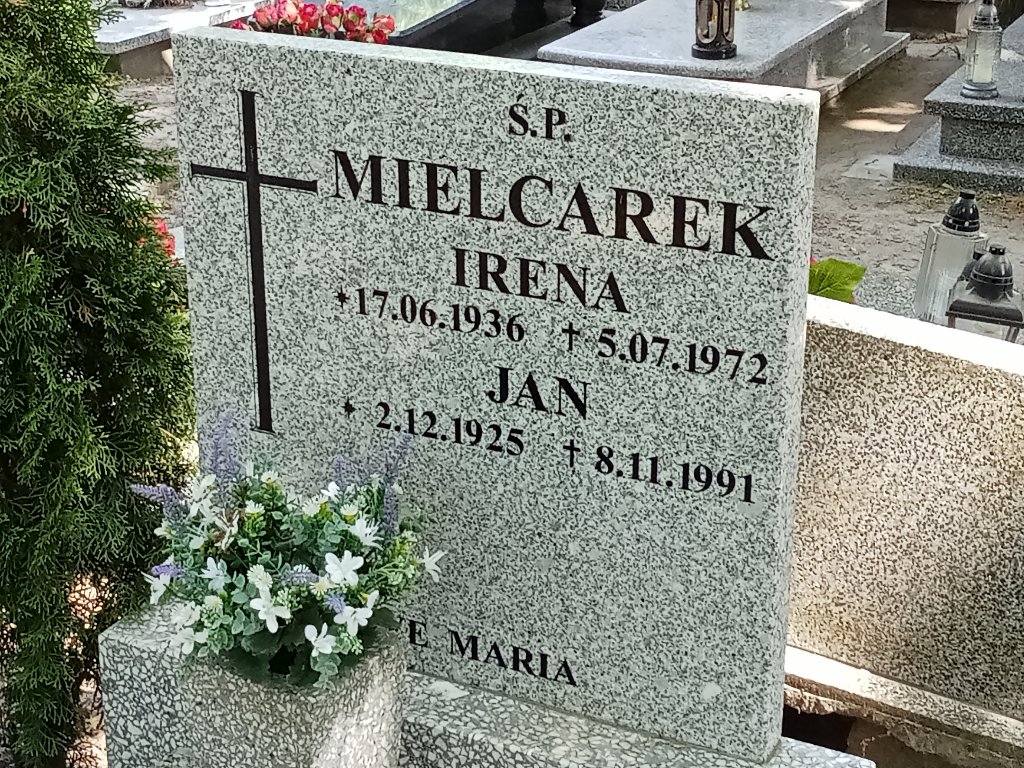 Ś.P.
MIELCAREK
IRENA
*17.06.1936 † 5.07.1972
JAN
* 2.12.1925 † 8.11.1991
MARIA